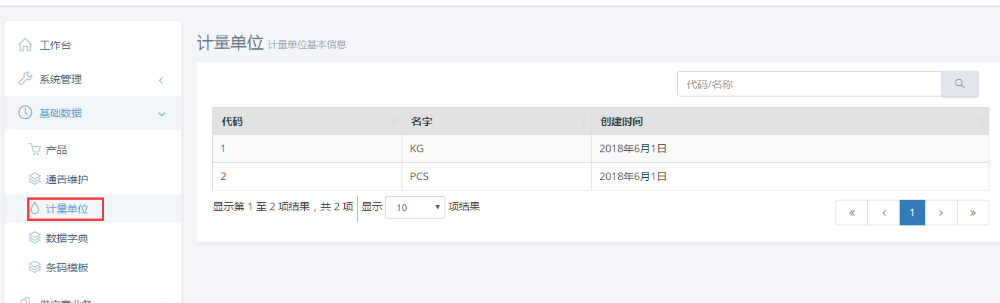 工作台
系统管理
基础数据
产品
通告维护
计量单位
数据字典
条码模板
计量单位 计量单位基本信息
代码/名称
代码 名宇 创建时间
1 KG 2018年6月1日
2 PCS 2018年6月1日
显示第 1 至 2 项结果，共 2 项 显示 10 项结果
« ‹ 1 › »